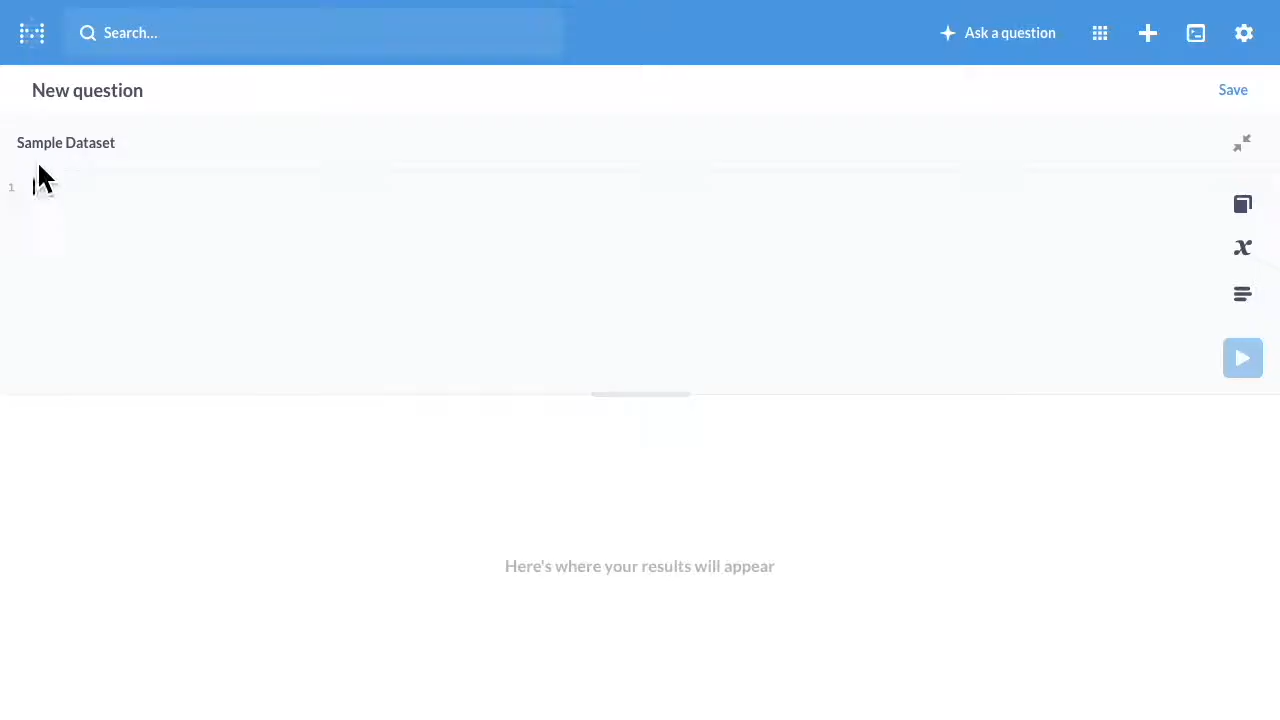 Search...
Ask a question
New question
Save
Sample Dataset
1
x
Here's where your results will appear